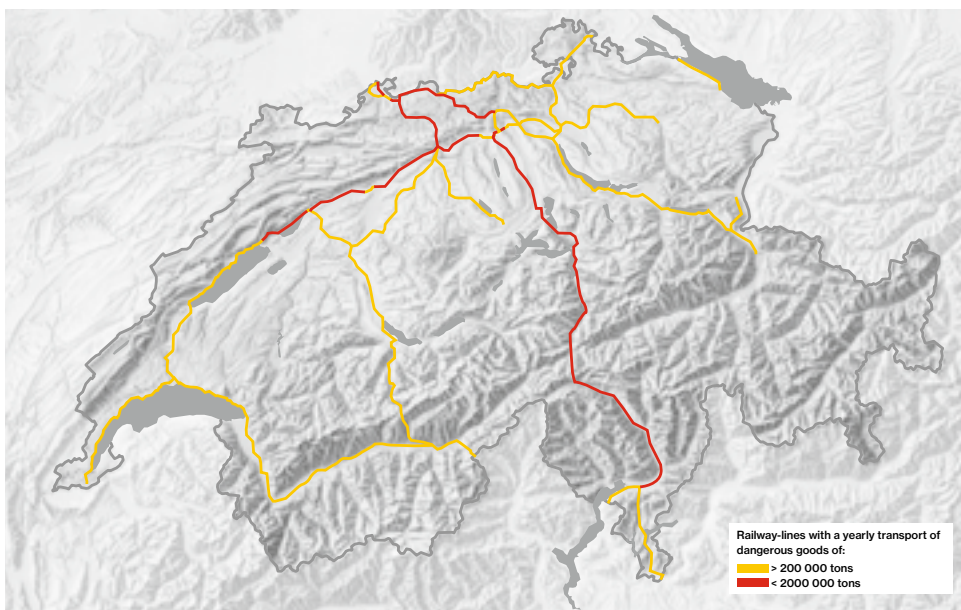 Railway-lines with a yearly transport of
dangerous goods of:
> 200 000 tons
< 2000 000 tons